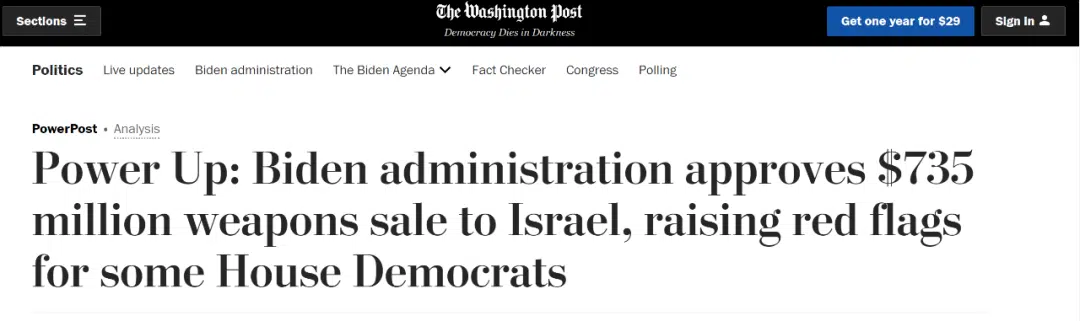 Sections
The Washington Post
Democracy Dies in Darkness
Get one year for $29
Sign in
Politics Live updates Biden administration The Biden Agenda Fact Checker Congress Polling
PowerPost • Analysis
Power Up: Biden administration approves $735
million weapons sale to Israel, raising red flags
for some House Democrats